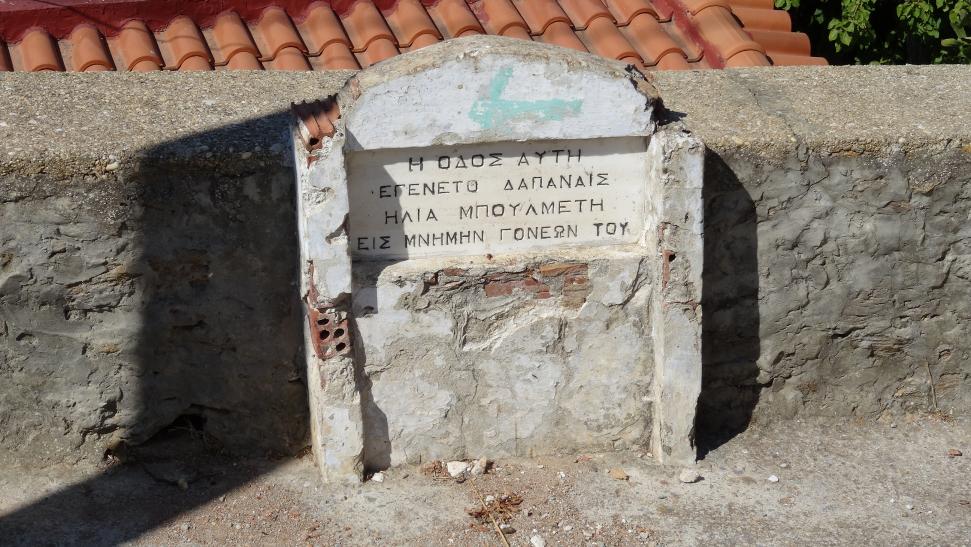 Η ΟΔΟΣ ΑΥΤΗ
ΕΓΕΝΕΤΟ ΔΑΠΑΝΑΙΣ
ΗΛΙΑ ΜΠΟΥΛΜΕΤΗ
ΕΙΣ ΜΝΗΜΗΝ ΓΟΝΕΩΝ ΤΟΥ